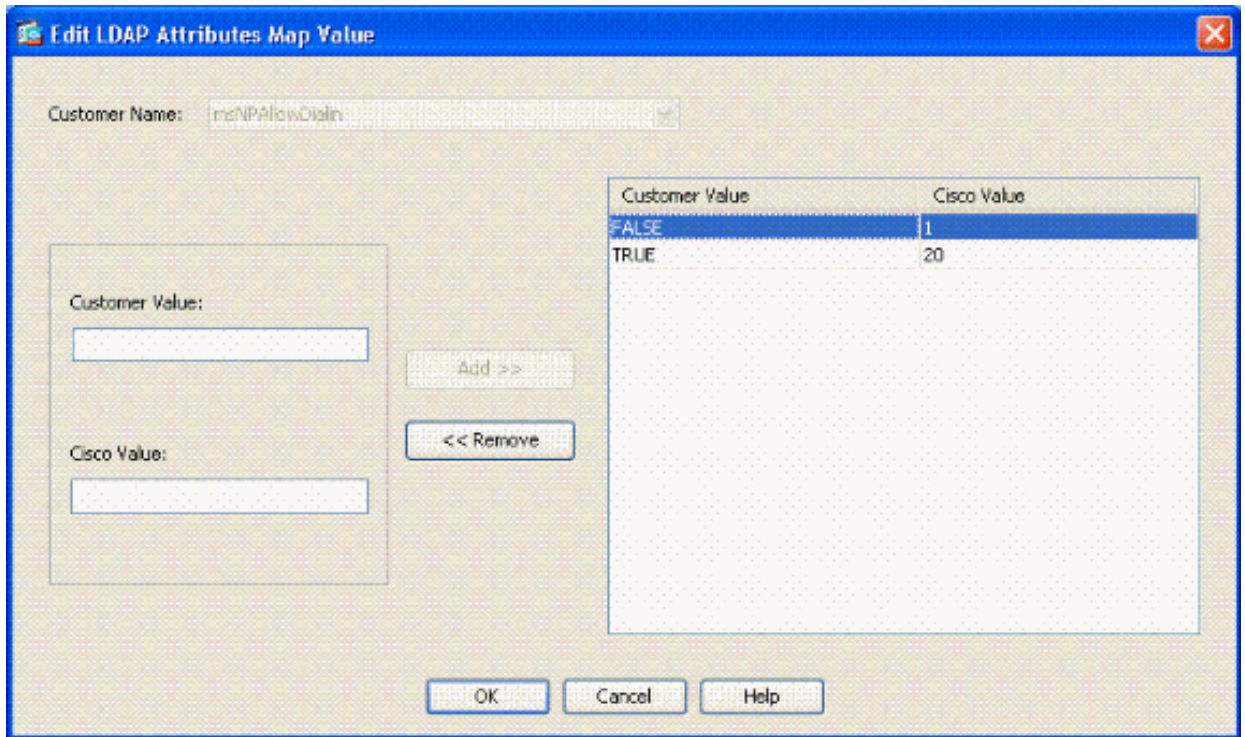 Edit LDAP Attributes Map Value
Customer Name: msNPAllowDialin
Customer Value Cisco Value
FALSE 1
TRUE 20
Customer Value:
Add >>
<< Remove
Cisco Value:
OK Cancel Help